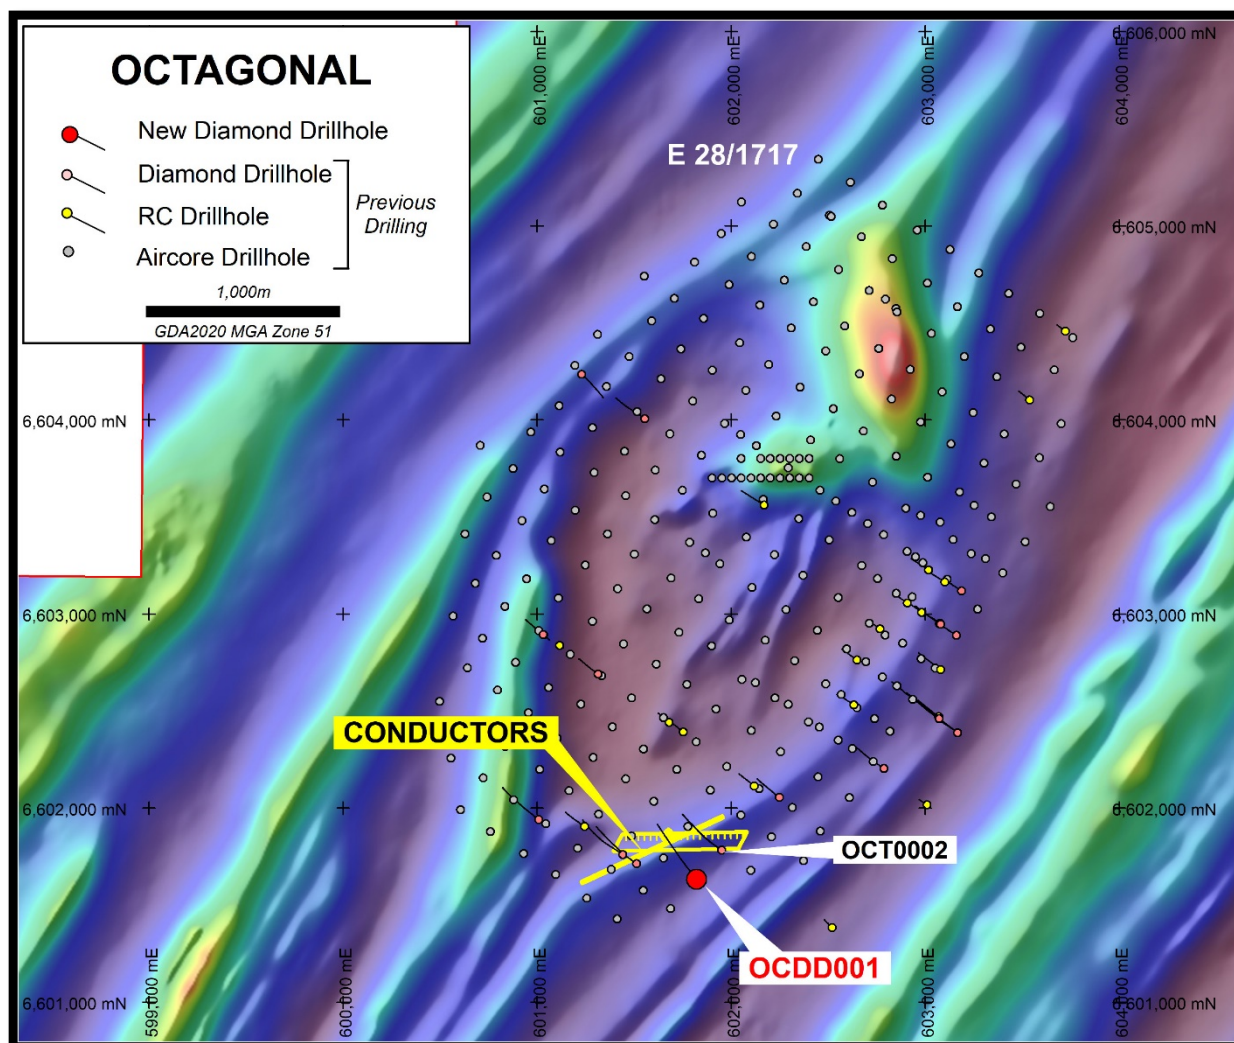 OCTAGONAL
New Diamond Drillhole
Diamond Drillhole
RC Drillhole
Aircore Drillhole
Previous
Drilling
1,000m
GDA2020 MGA Zone 51
601,000 mE
602,000 mE
603,000 mE
604,000 mE
6,606,000 mN
E 28/1717
6,605,000 mN
6,604,000 mN
6,604,000 mN
6,603,000 mN
6,603,000 mN
CONDUCTORS
6,602,000 mN
6,602,000 mN
OCT0002
OCDD001
6,601,000 mN
6,601,000 mN
599,000 mE
600,000 mE
601,000 mE
602,000 mE
603,000 mE
604,000 mE